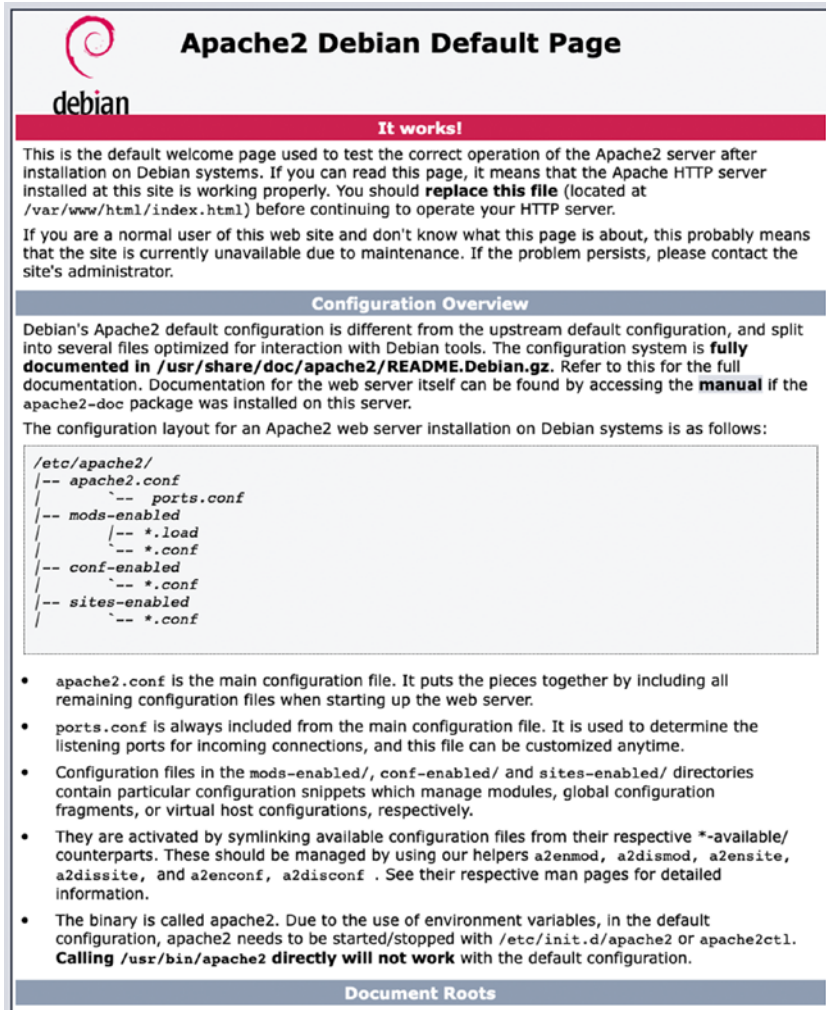 Apache2 Debian Default Page
debian
It works!
This is the default welcome page used to test the correct operation of the Apache2 server after
installation on Debian systems. If you can read this page, it means that the Apache HTTP server
installed at this site is working properly. You should replace this file (located at
/var/www/html/index.html) before continuing to operate your HTTP server.
If you are a normal user of this web site and don't know what this page is about, this probably means
that the site is currently unavailable due to maintenance. If the problem persists, please contact the
site's administrator.
Configuration Overview
Debian's Apache2 default configuration is different from the upstream default configuration, and split
into several files optimized for interaction with Debian tools. The configuration system is fully
documented in /usr/share/doc/apache2/README.Debian.gz. Refer to this for the full
documentation. Documentation for the web server itself can be found by accessing the manual if the
apache2-doc package was installed on this server.
The configuration layout for an Apache2 web server installation on Debian systems is as follows:
/etc/apache2/
|-- apache2.conf
|       `--  ports.conf
|-- mods-enabled
|       |-- *.load
|       `-- *.conf
|-- conf-enabled
|       `-- *.conf
|-- sites-enabled
|       `-- *.conf
• apache2.conf is the main configuration file. It puts the pieces together by including all
remaining configuration files when starting up the web server.
• ports.conf is always included from the main configuration file. It is used to determine the
listening ports for incoming connections, and this file can be customized anytime.
• Configuration files in the mods-enabled/, conf-enabled/ and sites-enabled/ directories
contain particular configuration snippets which manage modules, global configuration
fragments, or virtual host configurations, respectively.
• They are activated by symlinking available configuration files from their respective *-available/
counterparts. These should be managed by using our helpers a2enmod, a2dismod, a2ensite,
a2dissite, and a2enconf, a2disconf . See their respective man pages for detailed
information.
• The binary is called apache2. Due to the use of environment variables, in the default
configuration, apache2 needs to be started/stopped with /etc/init.d/apache2 or apache2ctl.
Calling /usr/bin/apache2 directly will not work with the default configuration.
Document Roots